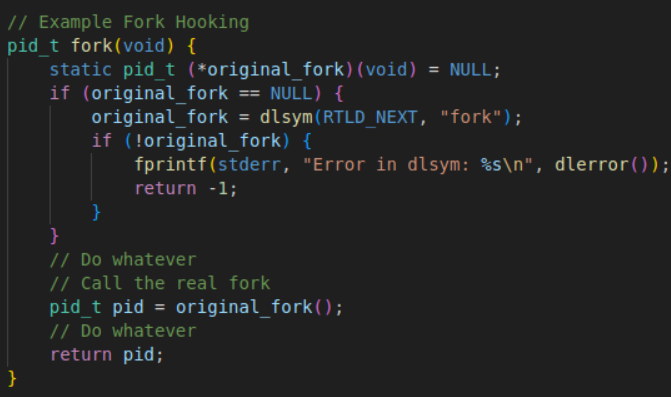 // Example Fork Hooking
pid_t fork(void) {
    static pid_t (*original_fork)(void) = NULL;
    if (original_fork == NULL) {
        original_fork = dlsym(RTLD_NEXT, "fork");
        if (!original_fork) {
            fprintf(stderr, "Error in dlsym: %s\n", dlerror());
            return -1;
        }
    }
    // Do whatever
    // Call the real fork
    pid_t pid = original_fork();
    // Do whatever
    return pid;
}